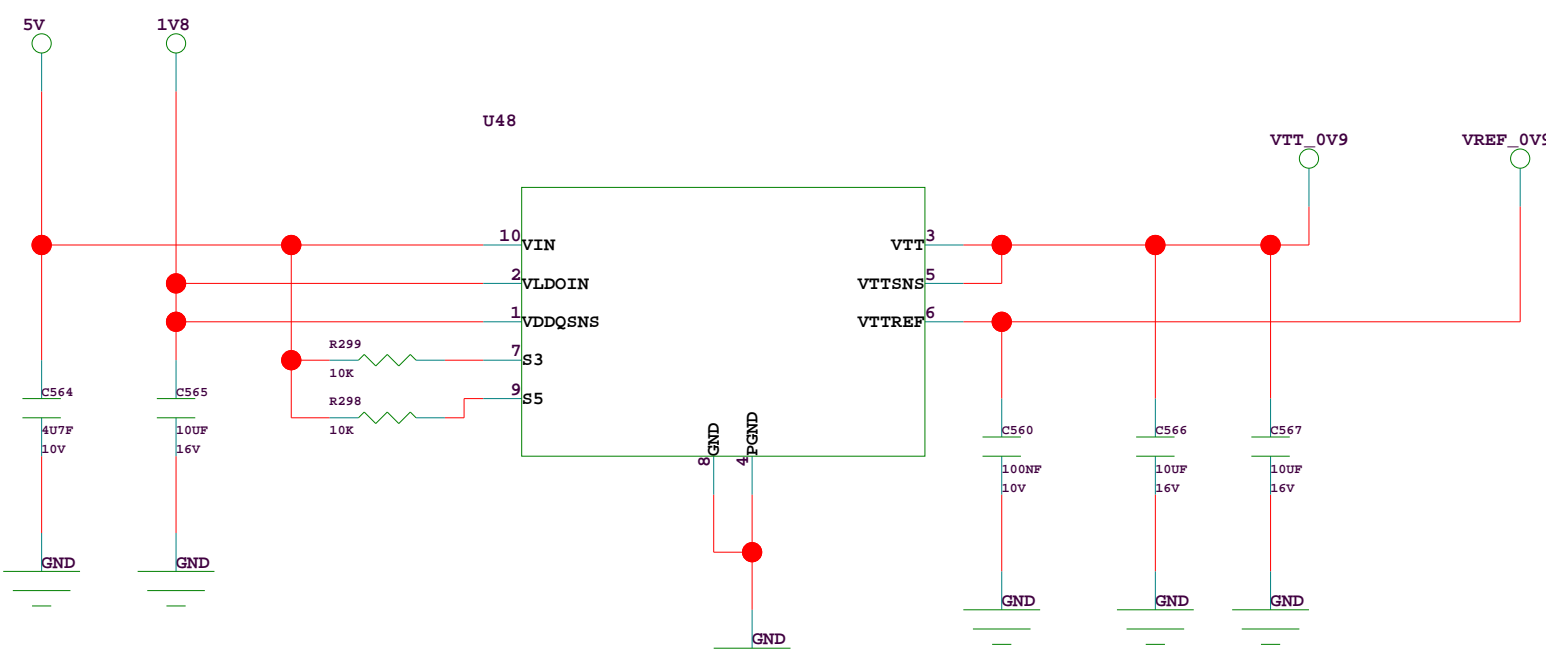 5V
1V8
U48
VTT_0V9
VREF_0V9
10
VIN
VTT
3
2
VLDOIN
VTTSNS
5
1
VDDQSNS
VTTREF
6
R299
10K
7
S3
R298
10K
9
S5
C564
4U7F
10V
C565
10UF
16V
GND
8
PGND
4
C560
100NF
10V
C566
10UF
16V
C567
10UF
16V
GND
GND
GND
GND
GND
GND